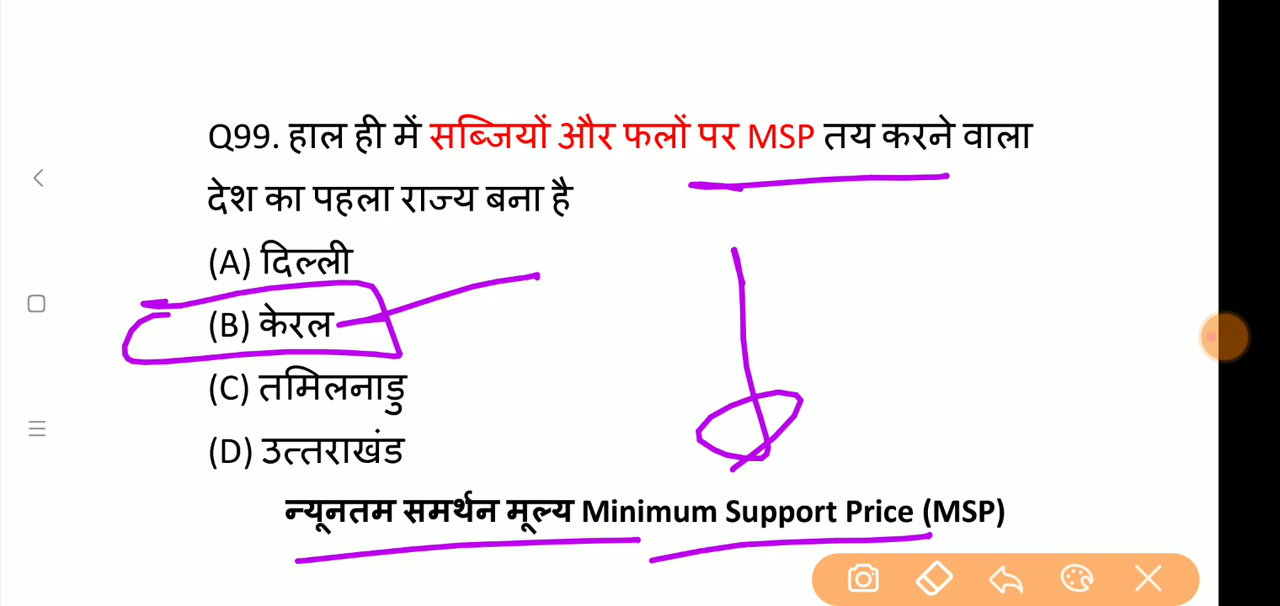 Q99. हाल ही में सब्जियों और फलों पर MSP तय करने वाला
देश का पहला राज्य बना है
(A) दिल्ली
(B) केरल
(C) तमिलनाडु
(D) उत्तराखंड
न्यूनतम समर्थन मूल्य Minimum Support Price (MSP)